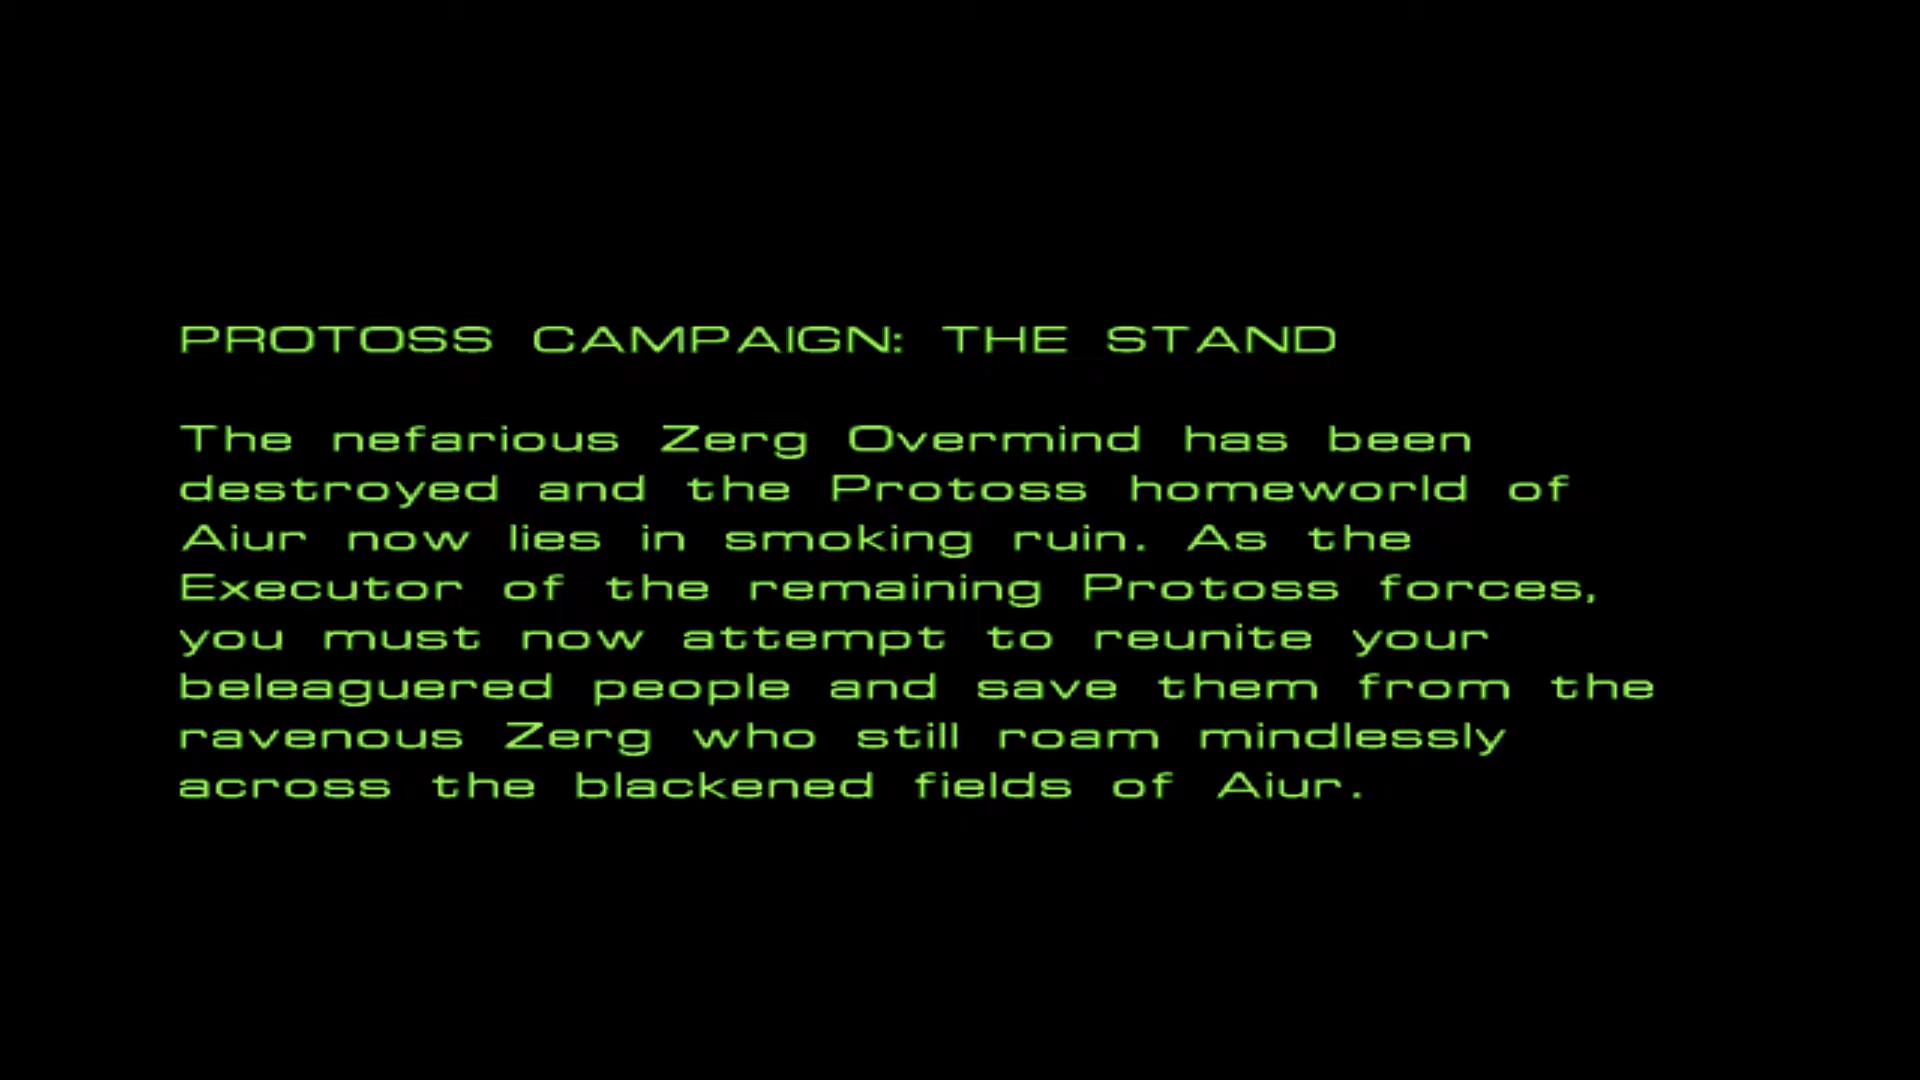 PROTOSS CAMPAIGN: THE STAND
The nefarious Zerg Overmind has been
destroyed and the Protoss homeworld of
Aiur now lies in smoking ruin. As the
Executor of the remaining Protoss forces,
you must now attempt to reunite your
beleaguered people and save them from the
ravenous Zerg who still roam mindlessly
across the blackened fields of Aiur.